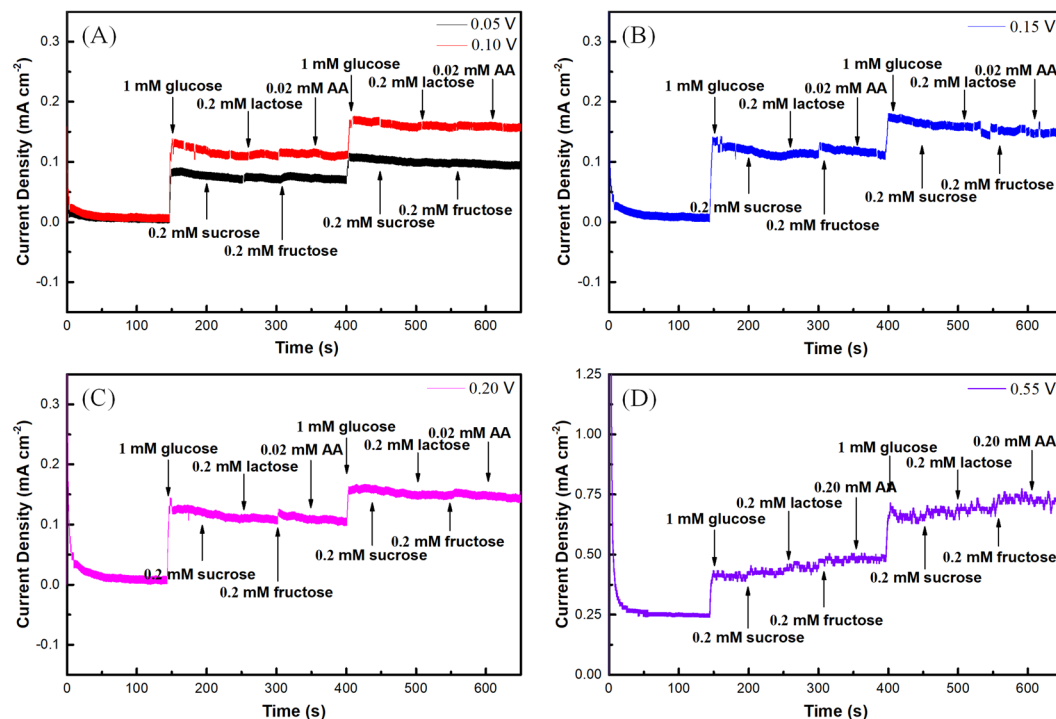 (A)
0.05 V
0.10 V
1 mM glucose
0.2 mM lactose
0.02 mM AA
1 mM glucose
0.2 mM lactose
0.02 mM AA
0.2 mM sucrose
0.2 mM fructose
0.2 mM sucrose
0.2 mM fructose
0.3
0.2
0.1
0.0
-0.1
Current Density (mA cm-2)
0 100 200 300 400 500 600
Time (s)
(B)
0.15 V
1 mM glucose
0.2 mM lactose
0.02 mM AA
1 mM glucose
0.2 mM lactose
0.02 mM AA
0.2 mM sucrose
0.2 mM fructose
0.2 mM sucrose
0.2 mM fructose
0.3
0.2
0.1
0.0
-0.1
Current Density (mA cm-2)
0 100 200 300 400 500 600
Time (s)
(C)
0.20 V
1 mM glucose
0.2 mM lactose
0.02 mM AA
1 mM glucose
0.2 mM lactose
0.02 mM AA
0.2 mM sucrose
0.2 mM fructose
0.2 mM sucrose
0.2 mM fructose
0.3
0.2
0.1
0.0
-0.1
Current Density (mA cm-2)
0 100 200 300 400 500 600
Time (s)
(D)
0.55 V
1 mM glucose
0.2 mM lactose
0.20 mM AA
1 mM glucose
0.2 mM lactose
0.20 mM AA
0.2 mM sucrose
0.2 mM fructose
0.2 mM sucrose
0.2 mM fructose
1.25
1.00
0.75
0.50
0.25
0.00
Current Density (mA cm-2)
0 100 200 300 400 500 600
Time (s)